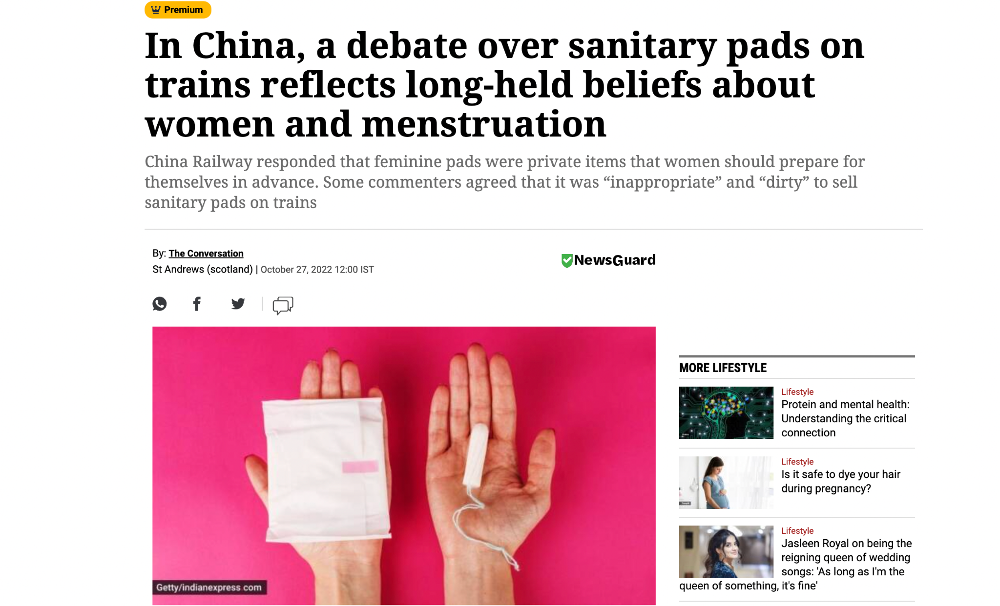 Premium
In China, a debate over sanitary pads on
trains reflects long-held beliefs about
women and menstruation
China Railway responded that feminine pads were private items that women should prepare for
themselves in advance. Some commenters agreed that it was “inappropriate” and “dirty” to sell
sanitary pads on trains
By: The Conversation
St Andrews (scotland) | October 27, 2022 12:00 IST
NewsGuard
Getty/indianexpress com
MORE LIFESTYLE
Lifestyle
Protein and mental health:
Understanding the critical
connection
Lifestyle
Is it safe to dye your hair
during pregnancy?
Lifestyle
Jasleen Royal on being the
reigning queen of wedding
songs: 'As long as I'm the
queen of something, it's fine'